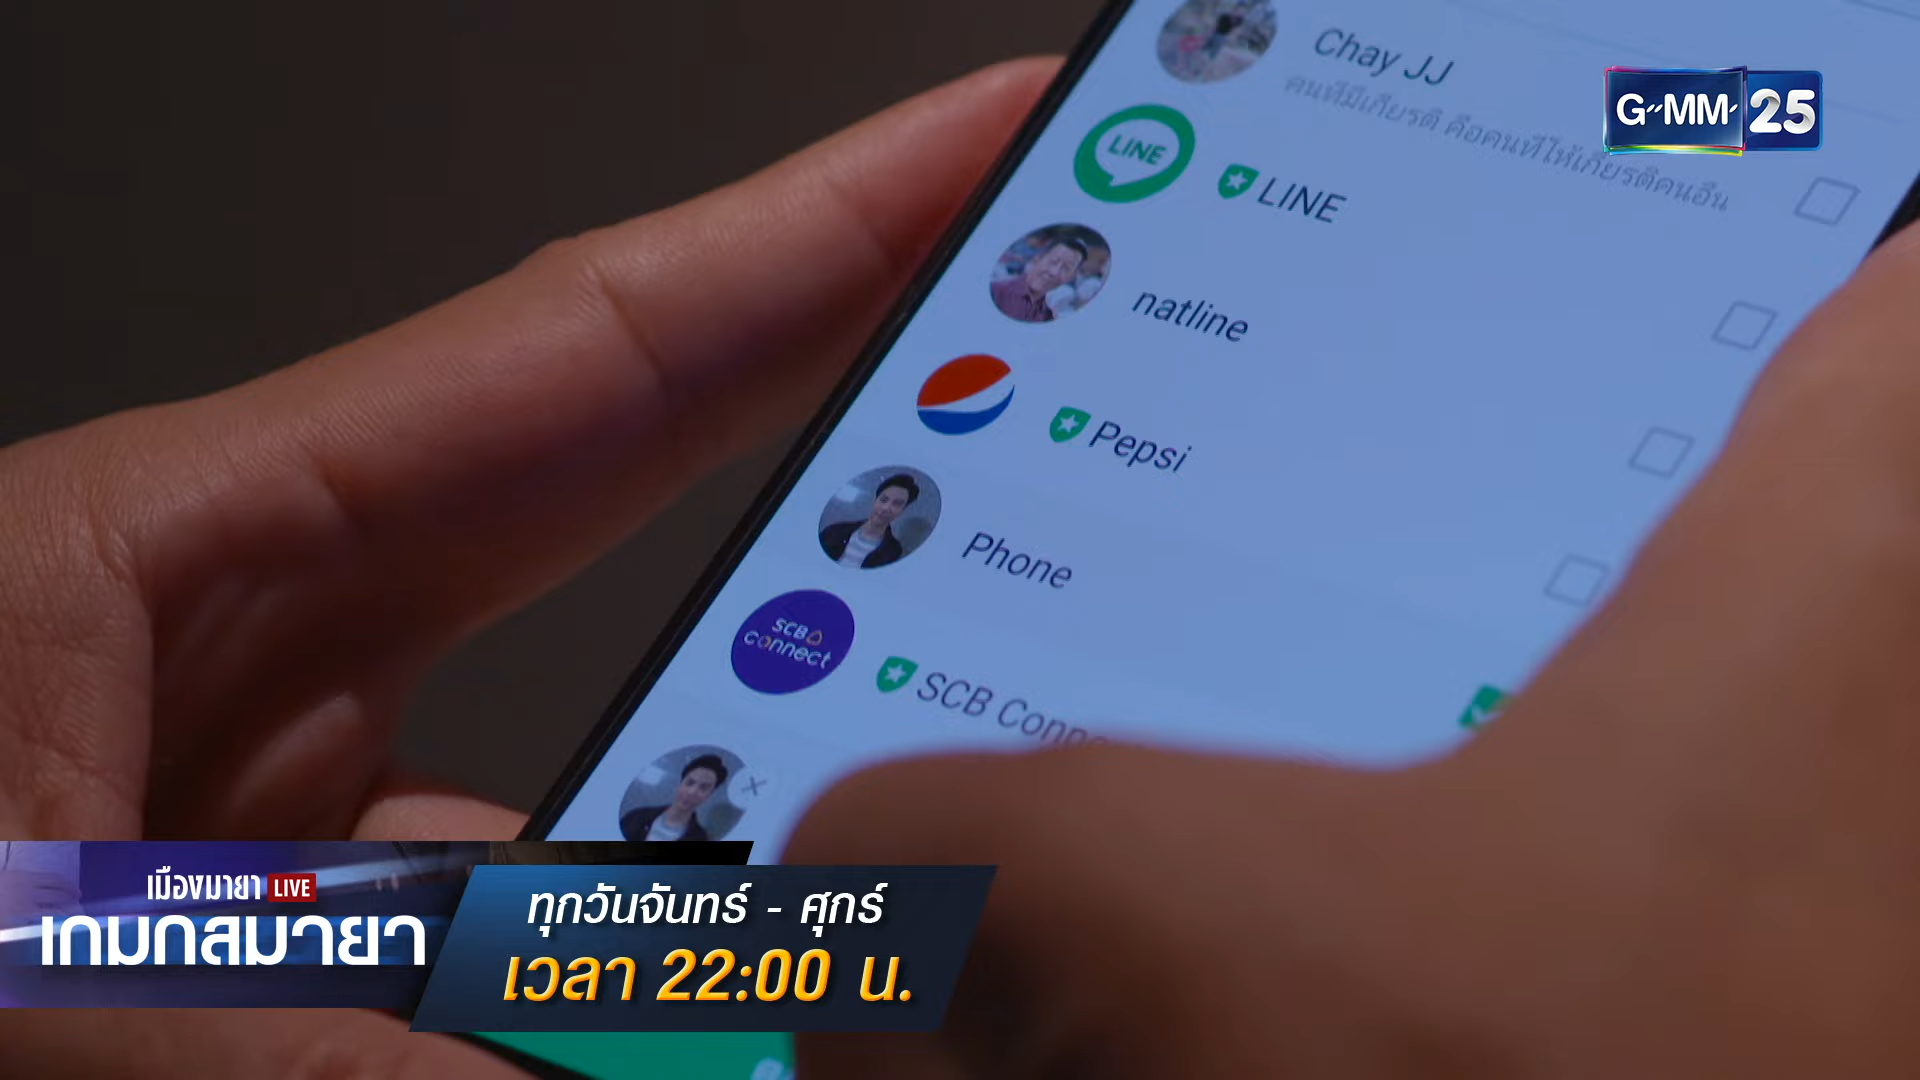 Chay JJ
คนที่มีเกียรติ คือคนที่ให้เกียรติคนอื่น
GMM 25
LINE
LINE
natline
Pepsi
Phone
SCB
connect
SCB Conne
เมืองมายา LIVE
เกมกลมายา
ทุกวันจันทร์ - ศุกร์
เวลา 22:00 น.